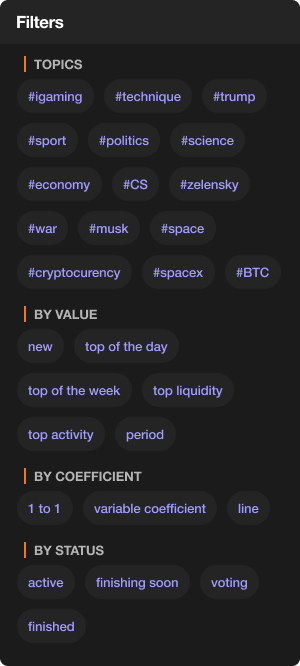 Filters
TOPICS
#igaming #technique #trump
#sport #politics #science
#economy #CS #zelensky
#war #musk #space
#cryptocurency #spacex #BTC
BY VALUE
new top of the day
top of the week top liquidity
top activity period
BY COEFFICIENT
1 to 1 variable coefficient line
BY STATUS
active finishing soon voting
finished